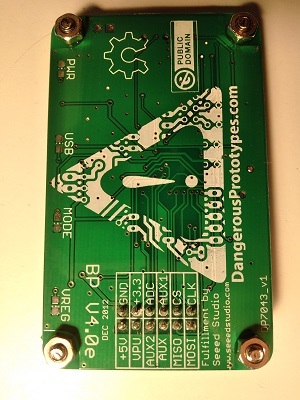 VREG MODE USB PWR
BP V4.0e
DEC 2012
+5V GND
VPU +3.3
AUX2 ADC
AUX AUX1
MISO CS
MOSI CLK
Fulfillment by
Seeed Studio
www.seeedstudio.com
!
PUBLIC
DOMAIN
DangerousPrototypes.com
DP7043_v1